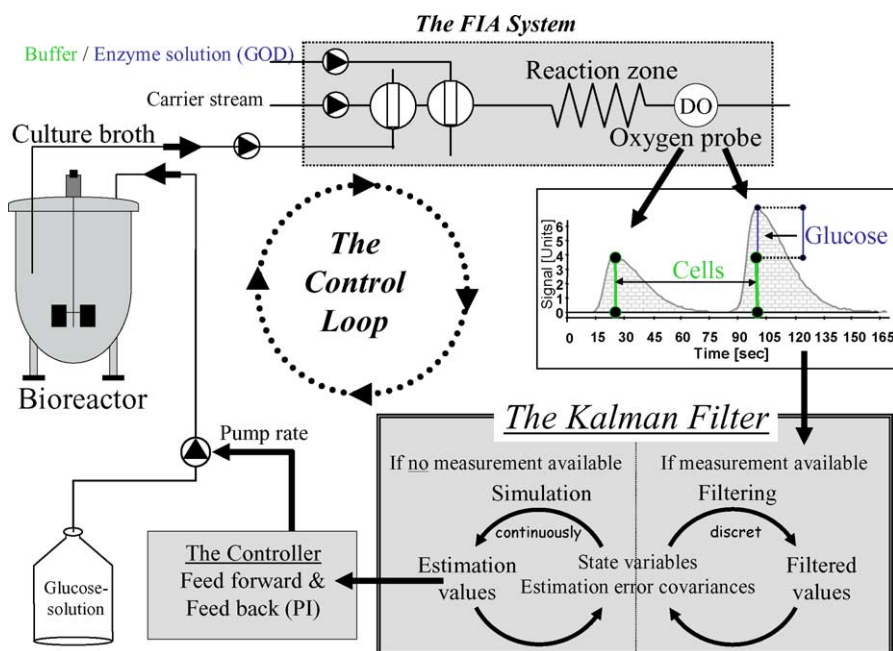 The FIA System
Buffer / Enzyme solution (GOD)
Carrier stream
Reaction zone
DO
Oxygen probe
Culture broth
The
Control
Loop
Bioreactor
Signal [Units]
6
5
4
3
2
1
0
Glucose
Cells
0 15 30 45 60 75 90 105 120 135 150 165
Time [sec]
Pump rate
Glucose-
solution
The Controller
Feed forward &
Feed back (PI)
The Kalman Filter
If no measurement available
If measurement available
Simulation
Filtering
continuously
discret
Estimation
values
State variables
Estimation error covariances
Filtered
values